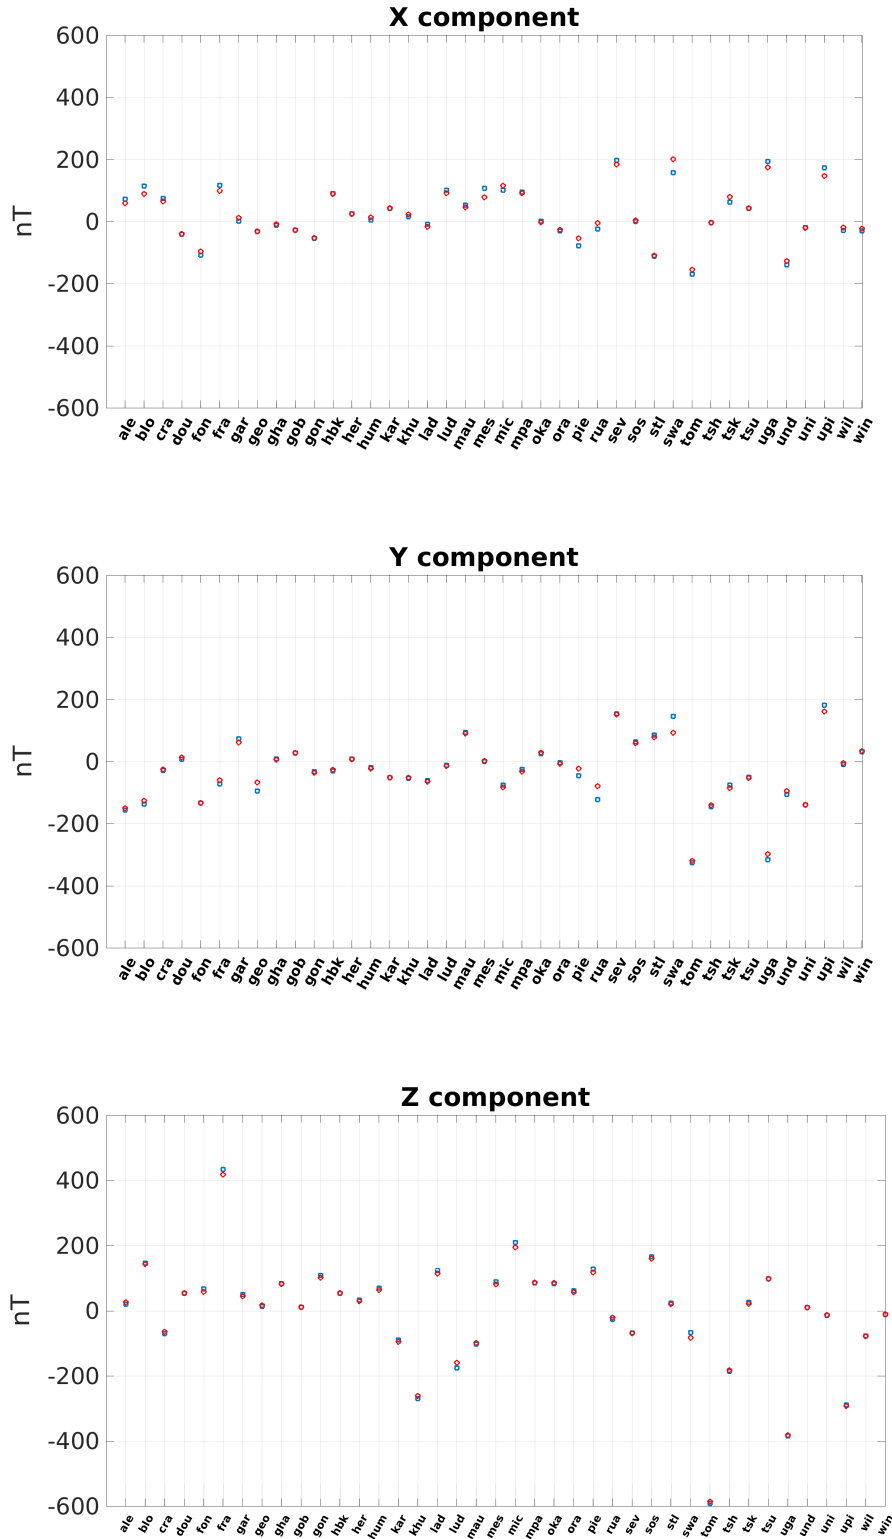 X component
600
400
200
0
-200
-400
-600
nT
ale blo cra dou fon fra gar geo gha gob gon hbk her hum kar khu lad lud mau mes mic mpa oka ora pie rua sev sos stl swa tom tsh tsk tsu uga und uni upi wil win
Y component
600
400
200
0
-200
-400
-600
nT
ale blo cra dou fon fra gar geo gha gob gon hbk her hum kar khu lad lud mau mes mic mpa oka ora pie rua sev sos stl swa tom tsh tsk tsu uga und uni upi wil win
Z component
600
400
200
0
-200
-400
-600
nT
ale blo cra dou fon fra gar geo gha gob gon hbk her hum kar khu lad lud mau mes mic mpa oka ora pie rua sev sos stl swa tom tsh tsk tsu uga und uni upi wil win